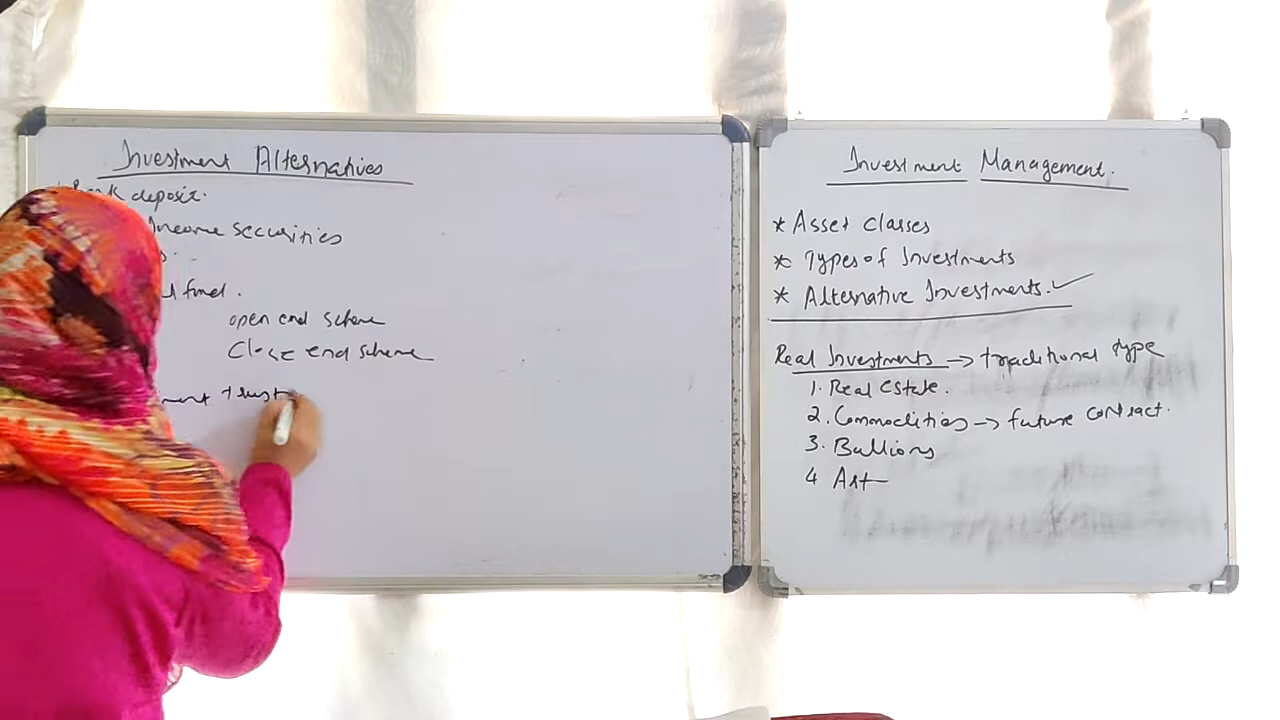 Investment Alternatives
deposit.
Income securities
fund.
open end scheme
Close end scheme
trust
Investment Management.
* Asset Classes
* Types of Investments
* Alternative Investments. ✓
Real Investments → traditional type
1. Real Estate.
2. Commodities → future contract.
3. Bullions
4 Art